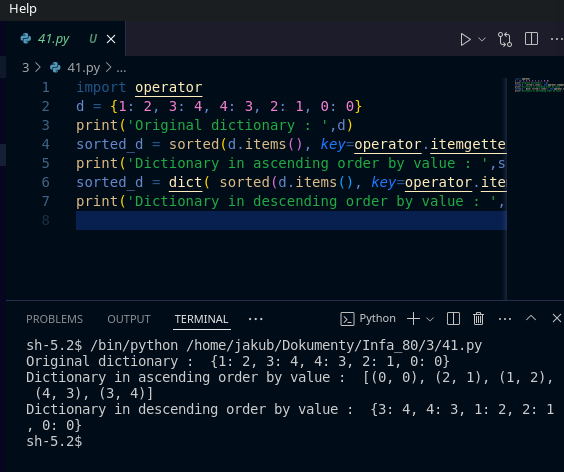 Help
41.py U
3 > 41.py > ...
1 import operator
2 d = {1: 2, 3: 4, 4: 3, 2: 1, 0: 0}
3 print('Original dictionary : ',d)
4 sorted_d = sorted(d.items(), key=operator.itemgette
5 print('Dictionary in ascending order by value : ',s
6 sorted_d = dict( sorted(d.items(), key=operator.ite
7 print('Dictionary in descending order by value : ',
8
PROBLEMS OUTPUT TERMINAL ... Python
sh-5.2$ /bin/python /home/jakub/Dokumenty/Infa_80/3/41.py
Original dictionary :  {1: 2, 3: 4, 4: 3, 2: 1, 0: 0}
Dictionary in ascending order by value :  [(0, 0), (2, 1), (1, 2),
 (4, 3), (3, 4)]
Dictionary in descending order by value :  {3: 4, 4: 3, 1: 2, 2: 1
, 0: 0}
sh-5.2$